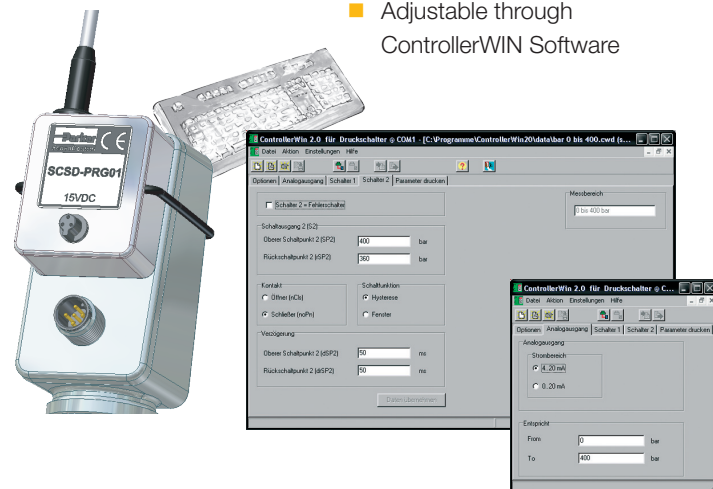 Adjustable through
ControllerWIN Software
Parker
CE
SCSD-PRG01
15VDC
ControllerWin 2.0 für Druckschalter @ COM1 - [C:\Programme\ControllerWin20\data\bar 0 bis 400.cwd (s...
Datei Aktion Einstellungen Hilfe
Optionen Analogausgang Schalter 1 Schalter 2 Parameter drucken
Messbereich
Schalter 2 = Fehlerschalter
0 bis 400 bar
Schaltausgang 2 (S2)
Oberer Schaltpunkt 2 (SP2) 400 bar
Rückschaltpunkt 2 (rSP2) 360 bar
Kontakt
Öffner (nCls)
Schließer (noPn)
Schaltfunktion
Hysterese
Fenster
Verzögerung
Oberer Schaltpunkt 2 (dSP2) 50 ms
Rückschaltpunkt 2 (drSP2) 50 ms
Daten übernehmen
ControllerWin 2.0 für Druckschalter @ C...
Datei Aktion Einstellungen Hilfe
Optionen Analogausgang Schalter 1 Schalter 2 Parameter drucken
Analogausgang
Strombereich
4..20 mA
0..20 mA
Entspricht
From 0 bar
To 400 bar